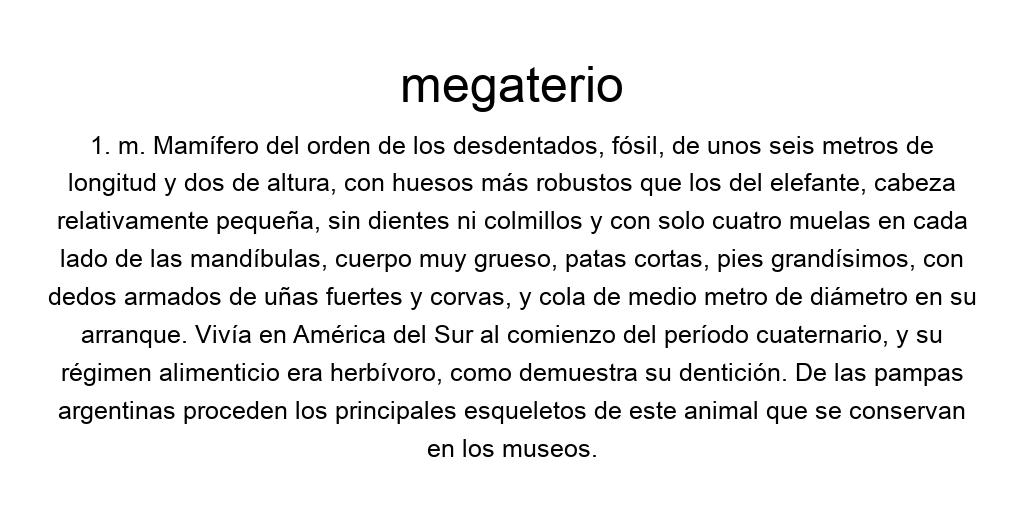 megaterio
1. m. Mamífero del orden de los desdentados, fósil, de unos seis metros de
longitud y dos de altura, con huesos más robustos que los del elefante, cabeza
relativamente pequeña, sin dientes ni colmillos y con solo cuatro muelas en cada
lado de las mandíbulas, cuerpo muy grueso, patas cortas, pies grandísimos, con
dedos armados de uñas fuertes y corvas, y cola de medio metro de diámetro en su
arranque. Vivía en América del Sur al comienzo del período cuaternario, y su
régimen alimenticio era herbívoro, como demuestra su dentición. De las pampas
argentinas proceden los principales esqueletos de este animal que se conservan
en los museos.